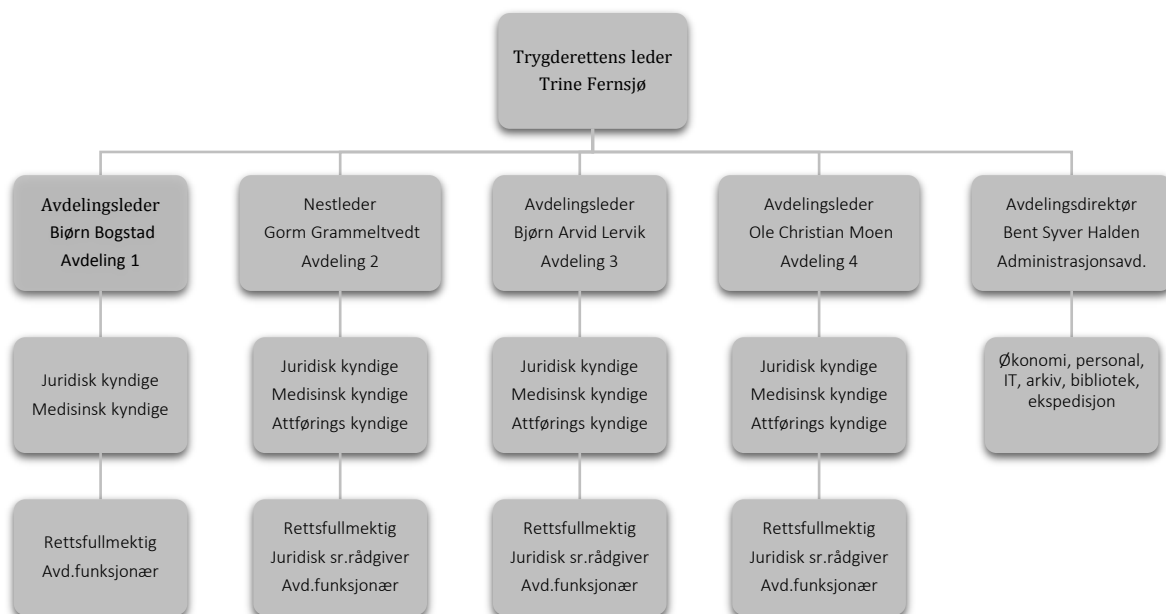 Trygderettens leder
Trine Fernsjø
Avdelingsleder
Biørn Bogstad
Avdeling 1
Nestleder
Gorm Grammeltvedt
Avdeling 2
Avdelingsleder
Bjørn Arvid Lervik
Avdeling 3
Avdelingsleder
Ole Christian Moen
Avdeling 4
Avdelingsdirektør
Bent Syver Halden
Administrasjonsavd.
Juridisk kyndige
Medisinsk kyndige
Juridisk kyndige
Medisinsk kyndige
Attførings kyndige
Juridisk kyndige
Medisinsk kyndige
Attførings kyndige
Juridisk kyndige
Medisinsk kyndige
Attførings kyndige
Økonomi, personal,
IT, arkiv, bibliotek,
ekspedisjon
Rettsfullmektig
Avd.funksjonær
Rettsfullmektig
Juridisk sr.rådgiver
Avd.funksjonær
Rettsfullmektig
Juridisk sr.rådgiver
Avd.funksjonær
Rettsfullmektig
Juridisk sr.rådgiver
Avd.funksjonær